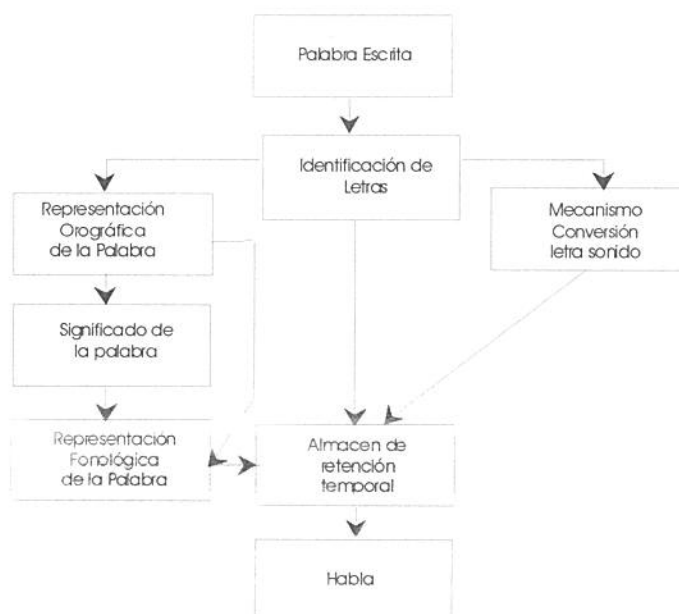 Palabra Escrita
Identificación de
Letras
Representación
Orográfica
de la Palabra
Mecanismo
Conversión
letra sonido
Significado de
la palabra
Representación
Fonológica
de la Palabra
Almacen de
retención
temporal
Habla